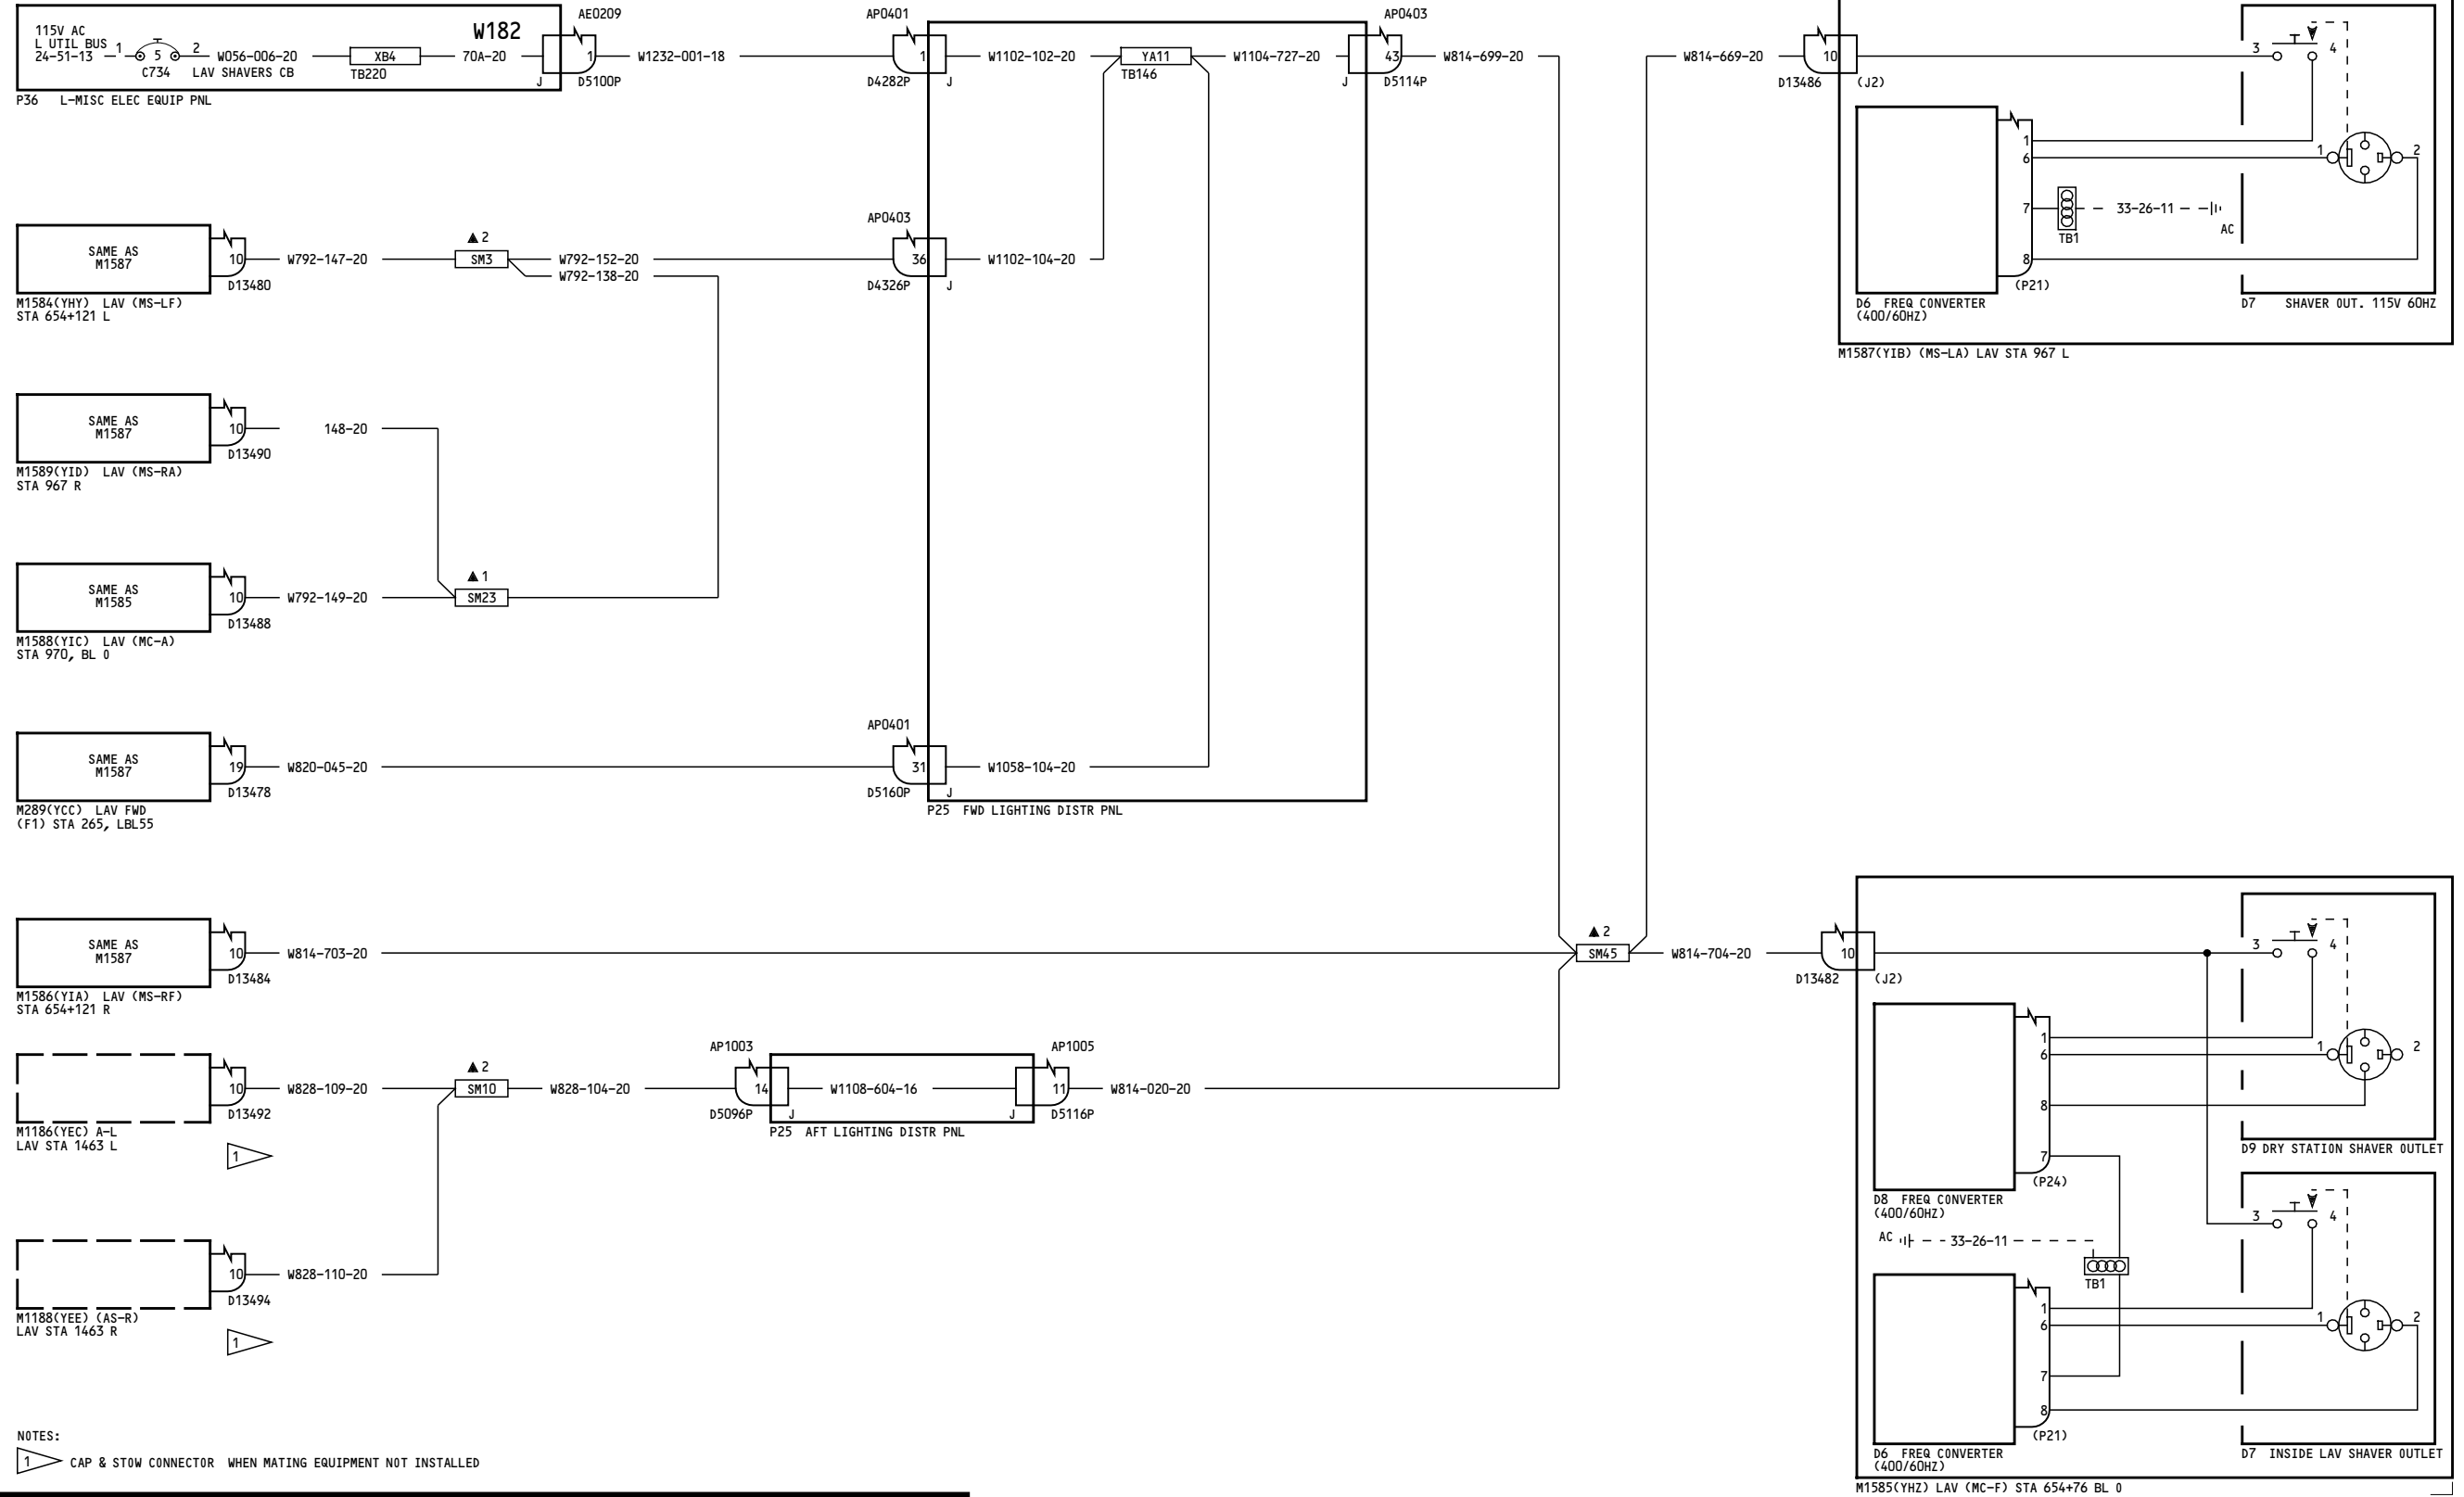 115V AC
L UTIL BUS
24-51-13
1
5
2
C734
LAV SHAVERS CB
W056-006-20
XB4
TB220
70A-20
W182
J
AE0209
1
D5100P
W1232-001-18
P36 L-MISC ELEC EQUIP PNL
AP0401
1
D4282P
J
W1102-102-20
YA11
TB146
W1104-727-20
AP0403
43
J
D5114P
W814-699-20
W814-669-20
10
D13486
(J2)
3
4
1
6
7
8
1
2
TB1
33-26-11
AC
(P21)
D6 FREQ CONVERTER
(400/60HZ)
D7 SHAVER OUT. 115V 60HZ
M1587(YIB) (MS-LA) LAV STA 967 L
SAME AS
M1587
10
D13480
W792-147-20
▲ 2
SM3
W792-152-20
W792-138-20
AP0403
36
D4326P
J
W1102-104-20
M1584(YHY) LAV (MS-LF)
STA 654+121 L
SAME AS
M1587
10
D13490
148-20
M1589(YID) LAV (MS-RA)
STA 967 R
SAME AS
M1585
10
D13488
W792-149-20
▲ 1
SM23
M1588(YIC) LAV (MC-A)
STA 970, BL 0
SAME AS
M1587
19
D13478
W820-045-20
AP0401
31
D5160P
J
W1058-104-20
M289(YCC) LAV FWD
(F1) STA 265, LBL55
P25 FWD LIGHTING DISTR PNL
SAME AS
M1587
10
D13484
W814-703-20
▲ 2
SM45
W814-704-20
10
D13482
(J2)
M1586(YIA) LAV (MS-RF)
STA 654+121 R
10
D13492
W828-109-20
▲ 2
SM10
W828-104-20
AP1003
14
D5096P
J
W1108-604-16
AP1005
11
J
D5116P
W814-020-20
M1186(YEC) A-L
LAV STA 1463 L
1
P25 AFT LIGHTING DISTR PNL
10
D13494
W828-110-20
M1188(YEE) (AS-R)
LAV STA 1463 R
1
3
4
1
6
8
7
1
2
(P24)
D9 DRY STATION SHAVER OUTLET
D8 FREQ CONVERTER
(400/60HZ)
AC
33-26-11
TB1
3
4
1
6
7
8
1
2
(P21)
D6 FREQ CONVERTER
(400/60HZ)
D7 INSIDE LAV SHAVER OUTLET
M1585(YHZ) LAV (MC-F) STA 654+76 BL 0
NOTES:
1 CAP & STOW CONNECTOR WHEN MATING EQUIPMENT NOT INSTALLED